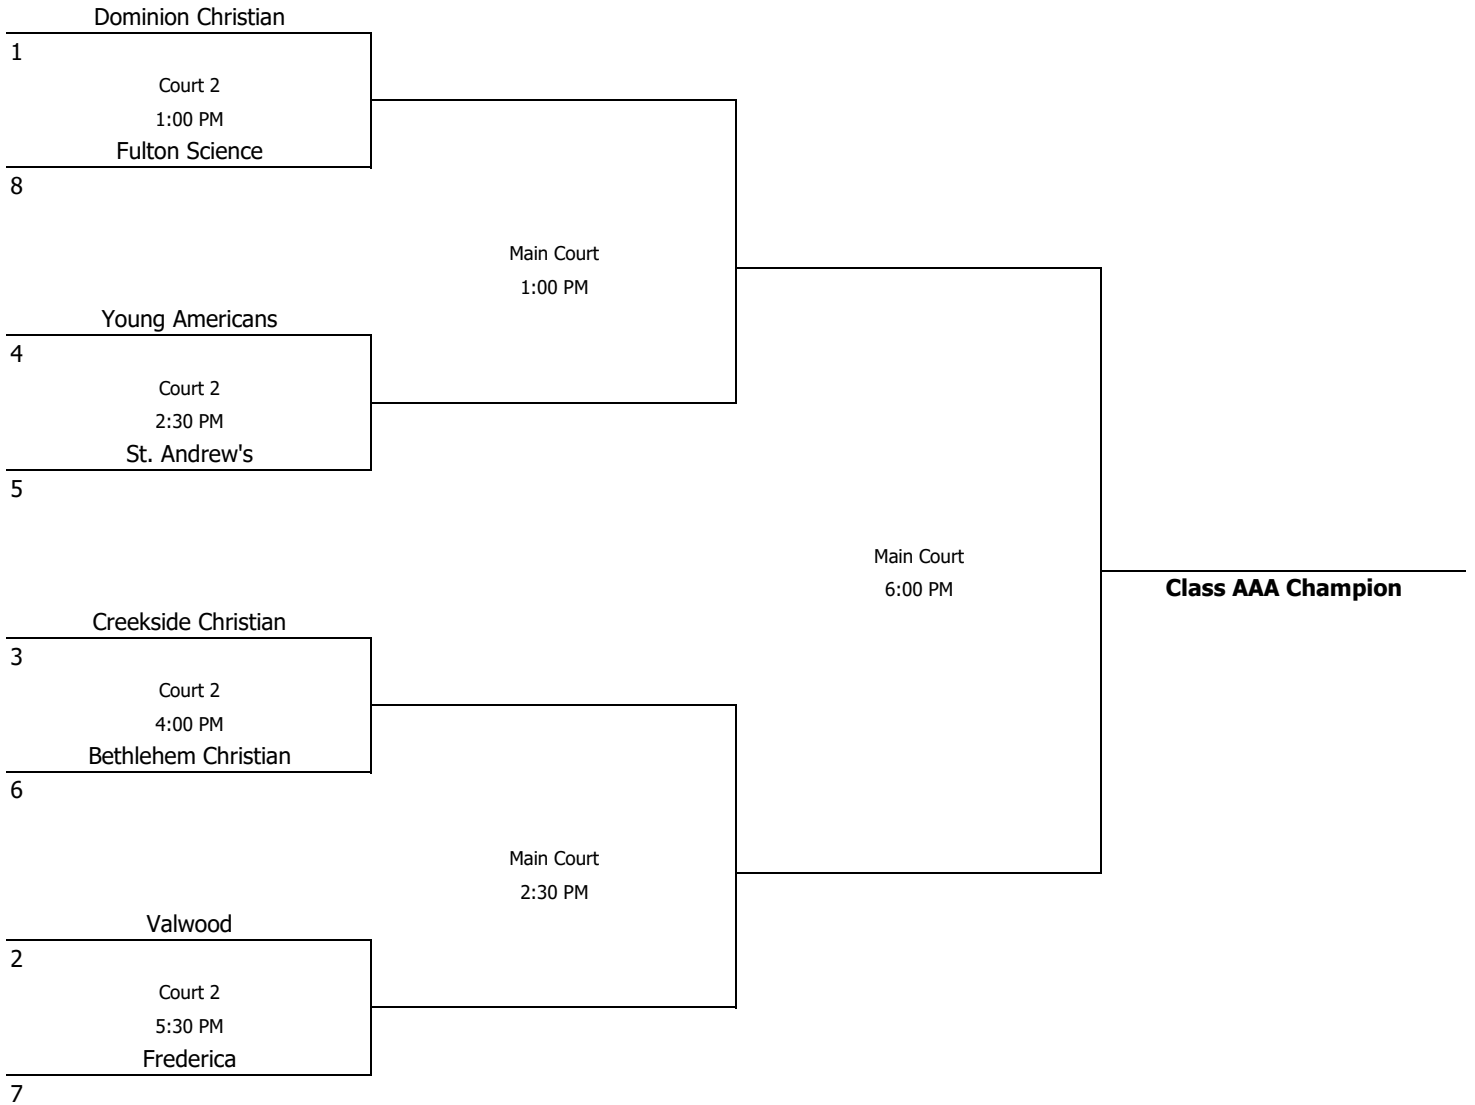 Dominion Christian
1
Court 2
1:00 PM
Fulton Science
8
Main Court
1:00 PM
Young Americans
4
Court 2
2:30 PM
St. Andrew's
5
Main Court
6:00 PM
Class AAA Champion
Creekside Christian
3
Court 2
4:00 PM
Bethlehem Christian
6
Main Court
2:30 PM
Valwood
2
Court 2
5:30 PM
Frederica
7